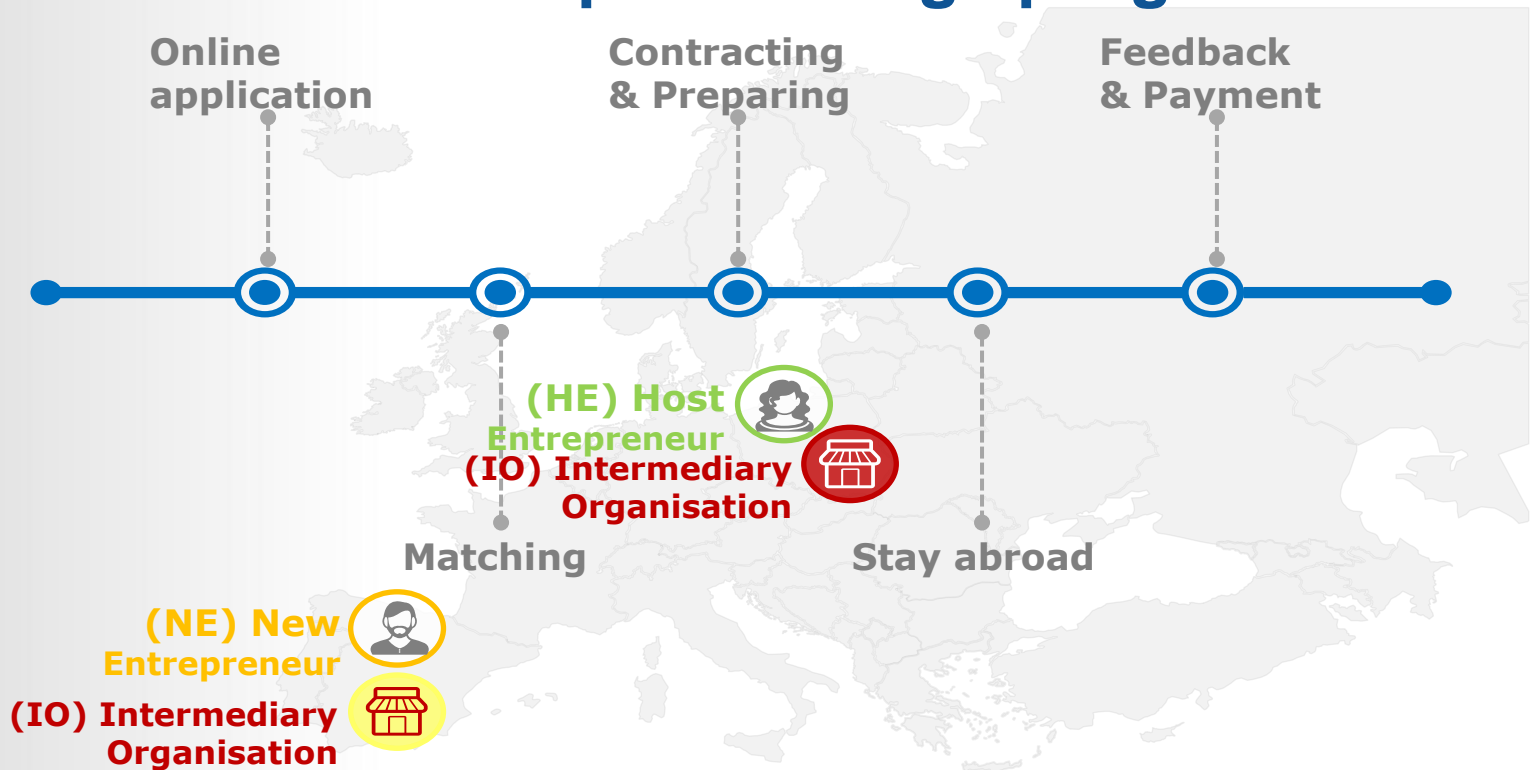 Online
application
Contracting
& Preparing
Feedback
& Payment
(HE) Host
Entrepreneur
(IO) Intermediary
Organisation
Matching
Stay abroad
(NE) New
Entrepreneur
(IO) Intermediary
Organisation